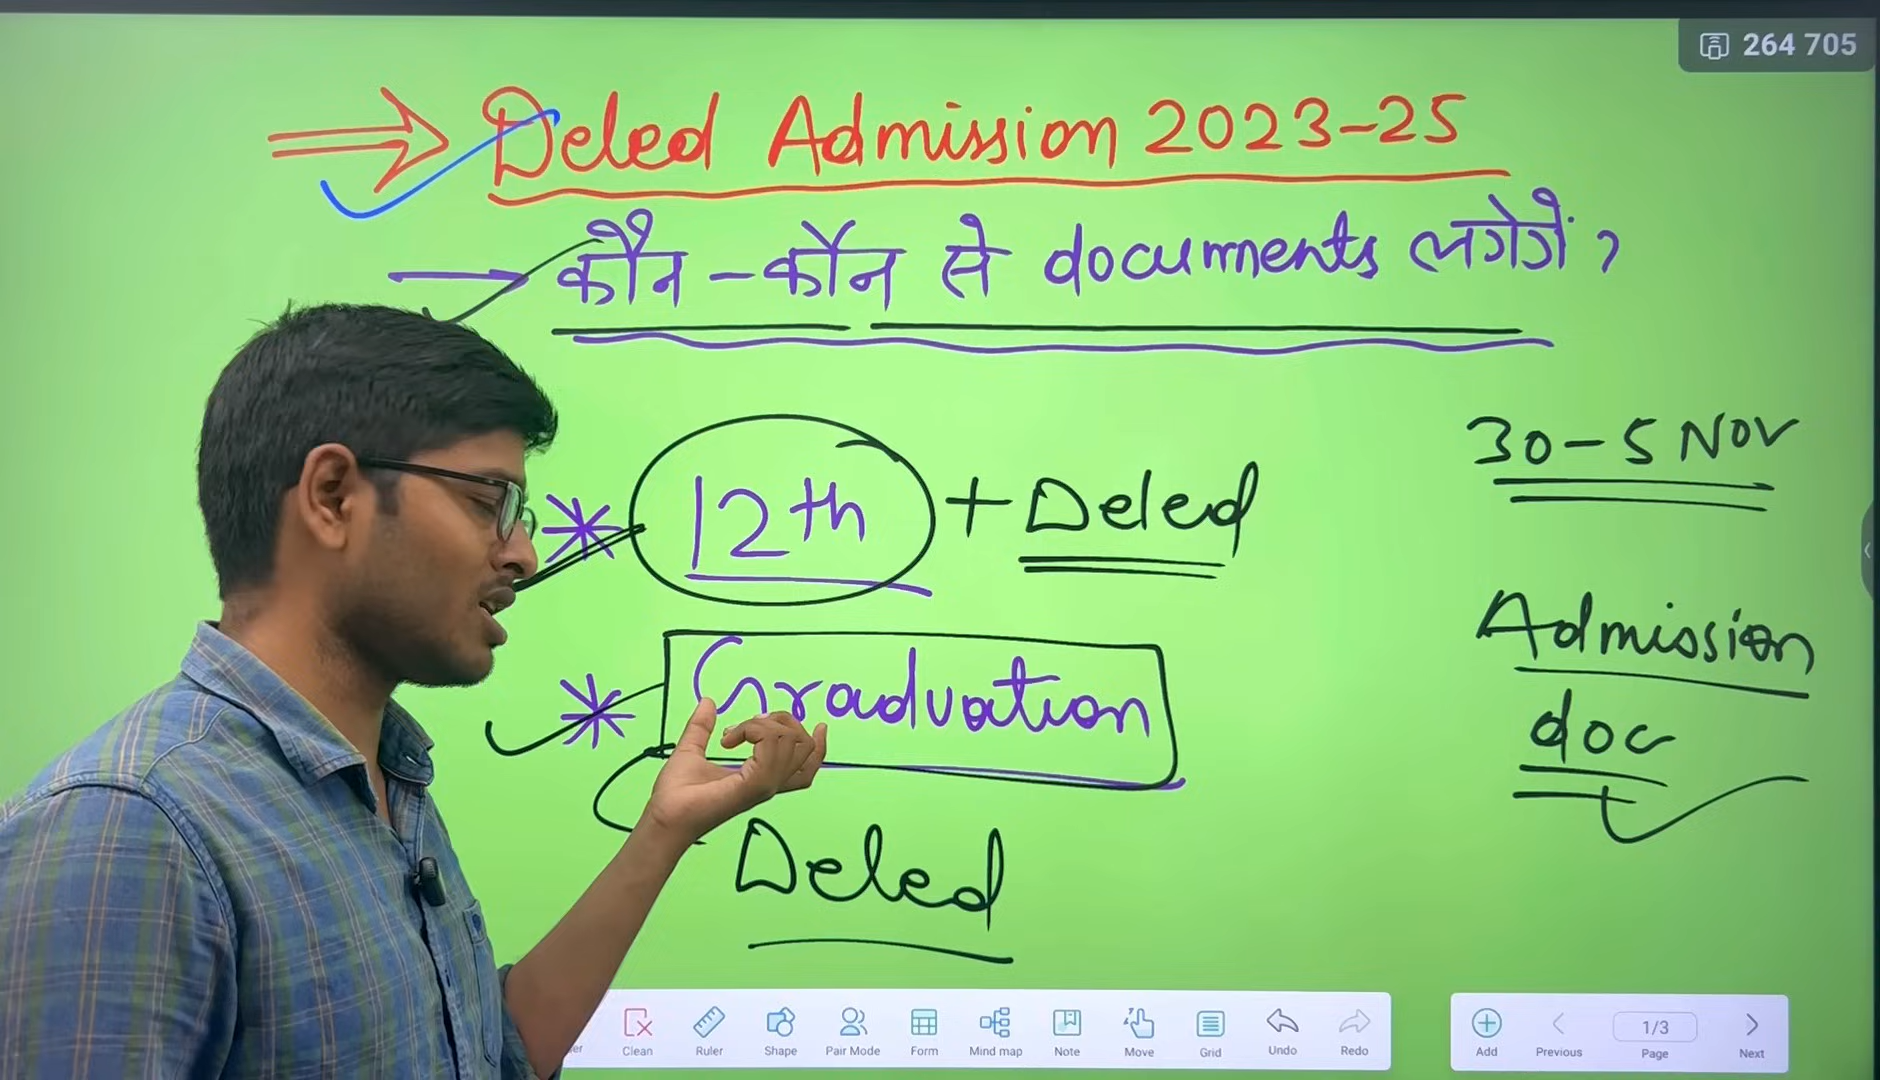 264 705
Deled Admission 2023-25
कौन-कौन से documents लगेगें?
12th + Deled
30-5 Nov
Graduation
Admission
doc
Deled
Clean Ruler Shape Pair Mode Form Mind map Note Move Grid Undo Redo
Add Previous 1/3 Page Next